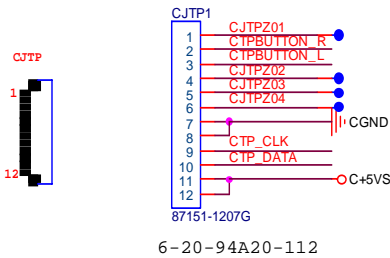 CJTP1
CJTP
1
12
1 CJTPZ01
2 CTPBUTTON_R
3 CTPBUTTON_L
4 CJTPZ02
5 CJTPZ03
6 CJTPZ04
7 CGND
8
9 CTP_CLK
10 CTP_DATA
11 C+5VS
12
87151-1207G
6-20-94A20-112